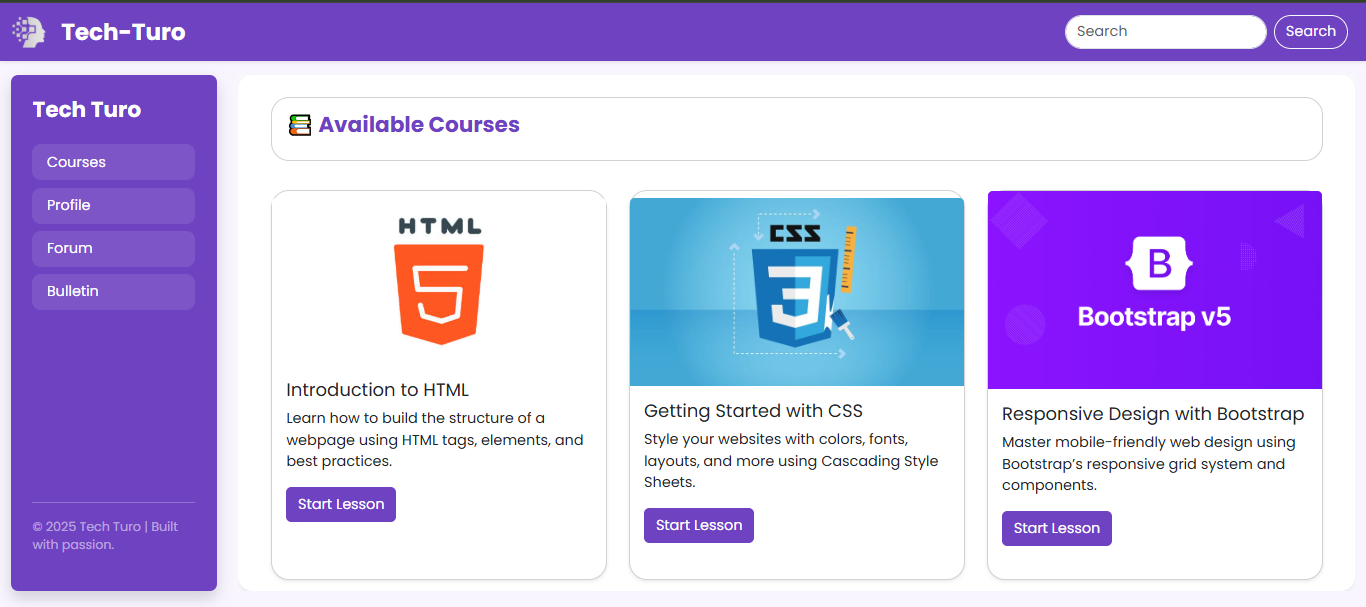 Tech-Turo
Search
Search
Tech Turo
Courses
Profile
Forum
Bulletin
© 2025 Tech Turo | Built
with passion.
📚 Available Courses
HTML
5
Introduction to HTML
Learn how to build the structure of a
webpage using HTML tags, elements, and
best practices.
Start Lesson
CSS
3
Getting Started with CSS
Style your websites with colors, fonts,
layouts, and more using Cascading Style
Sheets.
Start Lesson
B
Bootstrap v5
Responsive Design with Bootstrap
Master mobile-friendly web design using
Bootstrap’s responsive grid system and
components.
Start Lesson